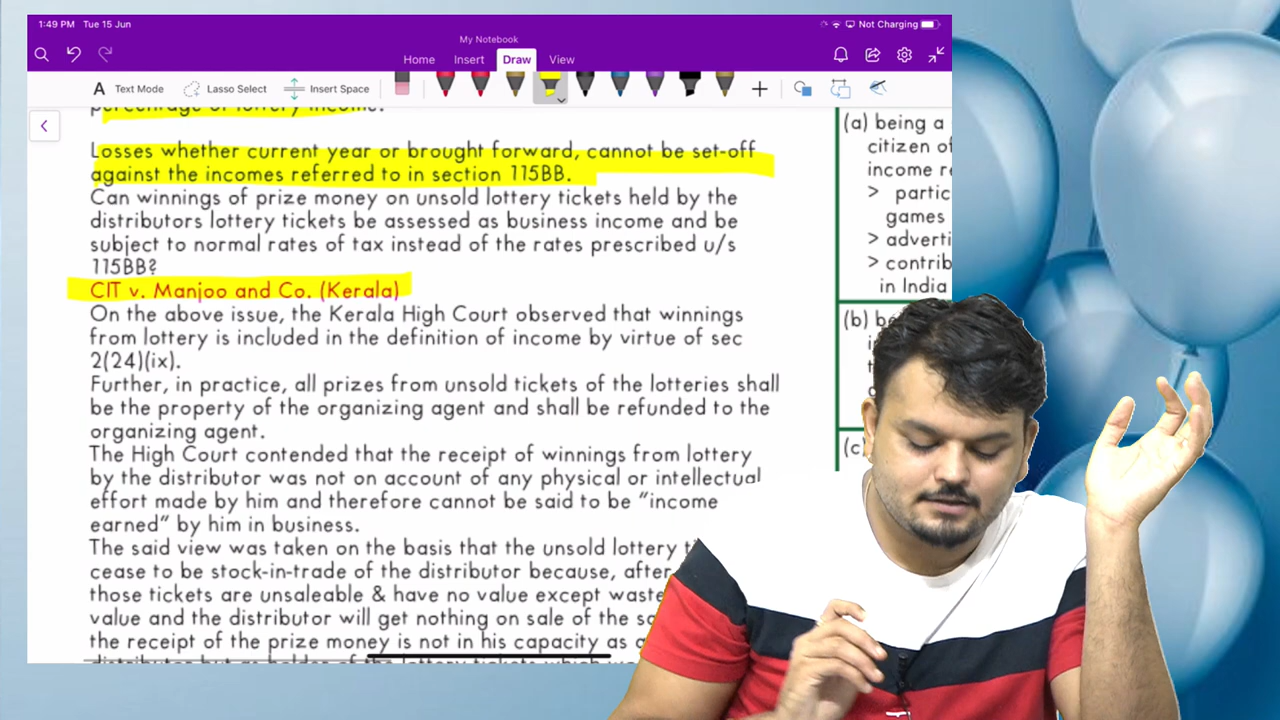 1:49 PM Tue 15 Jun
Not Charging
My Notebook
Home Insert Draw View
Text Mode Lasso Select Insert Space
percentage of lottery income.
Losses whether current year or brought forward, cannot be set-off
against the incomes referred to in section 115BB.
Can winnings of prize money on unsold lottery tickets held by the
distributors lottery tickets be assessed as business income and be
subject to normal rates of tax instead of the rates prescribed u/s
115BB?
CIT v. Manjoo and Co. (Kerala)
On the above issue, the Kerala High Court observed that winnings
from lottery is included in the definition of income by virtue of sec
2(24)(ix).
Further, in practice, all prizes from unsold tickets of the lotteries shall
be the property of the organizing agent and shall be refunded to the
organizing agent.
The High Court contended that the receipt of winnings from lottery
by the distributor was not on account of any physical or intellectual
effort made by him and therefore cannot be said to be “income
earned” by him in business.
The said view was taken on the basis that the unsold lottery
cease to be stock-in-trade of the distributor because, after
those tickets are unsaleable & have no value except waste
value and the distributor will get nothing on sale of the
the receipt of the prize money is not in his capacity as
(a) being a
citizen of
income
> partic
games
> adverti
> contrib
in India
(b)
(c)